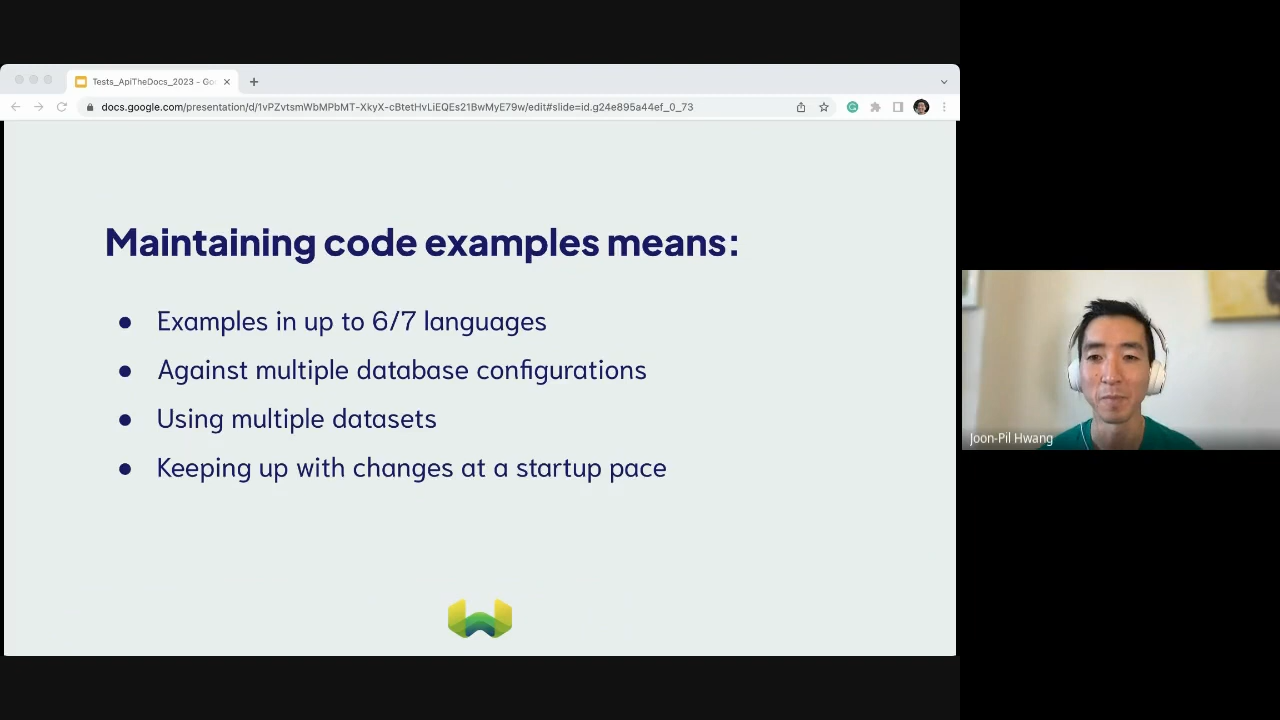 Tests_ApiTheDocs_2023 - Goo
docs.google.com/presentation/d/1vPZvtsmWbMPbMT-XkyX-cBtetHvLiEQEs21BwMyE79w/edit#slide=id.g24e895a44ef_0_73
Maintaining code examples means:
● Examples in up to 6/7 languages
● Against multiple database configurations
● Using multiple datasets
● Keeping up with changes at a startup pace
Joon-Pil Hwang